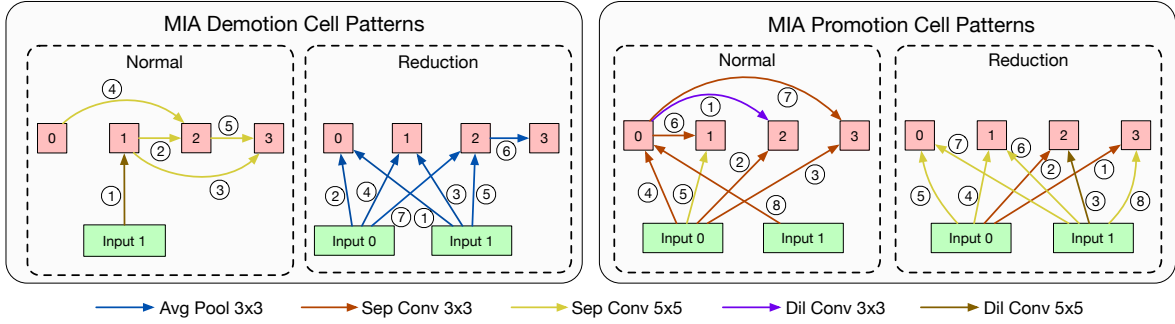 MIA Demotion Cell Patterns
Normal
4
0
1
2
5
3
2
3
1
Input 1
Reduction
0
1
2
3
6
2
4
3
5
7
1
Input 0
Input 1
MIA Promotion Cell Patterns
Normal
7
1
0
6
1
2
3
2
4
5
3
8
Input 0
Input 1
Reduction
0
7
1
6
2
3
2
1
5
4
3
8
Input 0
Input 1
Avg Pool 3x3
Sep Conv 3x3
Sep Conv 5x5
Dil Conv 3x3
Dil Conv 5x5